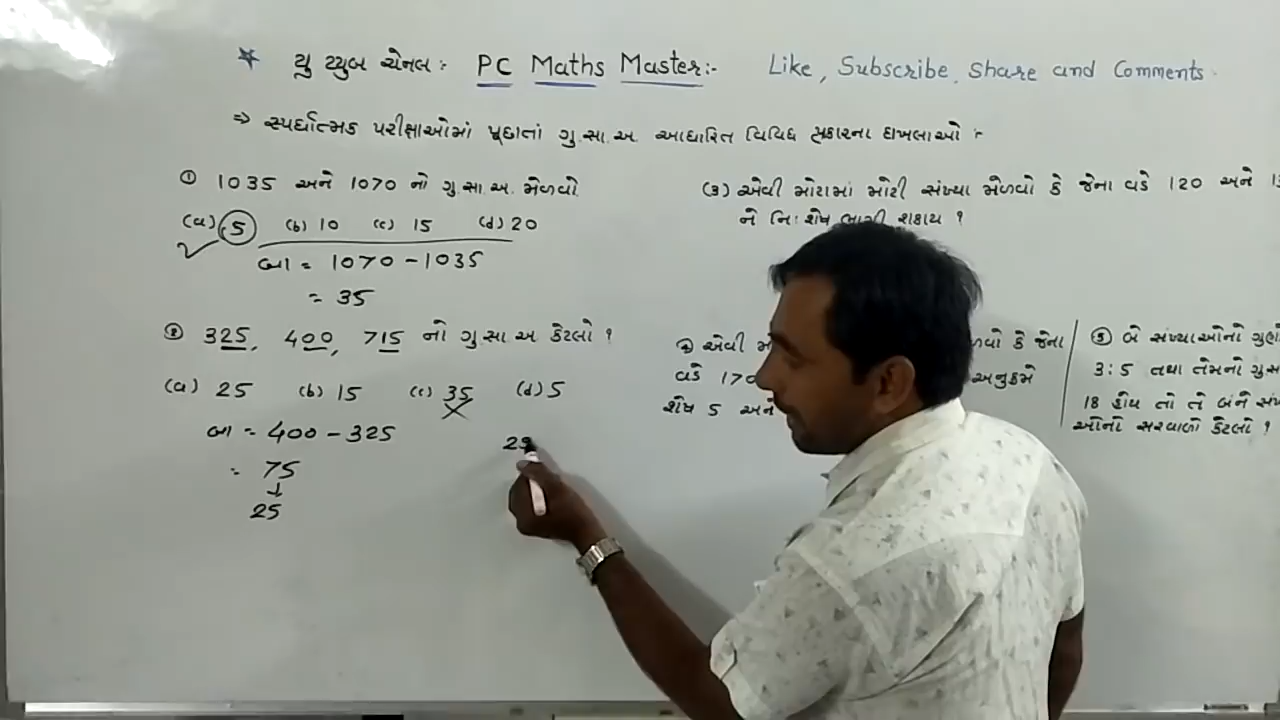 * યુ ટ્યુબ ચેનલ :- PC Maths Master :- Like, Subscribe, Share and Comments.
⇒ સ્પર્ધાત્મક પરીક્ષાઓમાં પૂછાતાં ગુ.સા.અ. આધારિત વિવિધ પ્રકારના દાખલાઓ :-
① 1035 અને 1070 નો ગુ.સા.અ. મેળવો.
(a) 5 (b) 10 (c) 15 (d) 20
બા = 1070 - 1035
= 35
② 325, 400, 715 નો ગુ.સા.અ કેટલો ?
(a) 25 (b) 15 (c) 35 (d) 5
બા = 400 - 325
= 75
↓
25
25
(3) એવી મોટામાં મોટી સંખ્યા મેળવો કે જેના વડે 120 અને
ને નિઃશેષ ભાગી શકાય ?
એવી
કે જેના
વડે 170
અનુક્રમે
શેષ 5 અને
⑤ બે સંખ્યાઓનો
3:5 તથા તેમનો
18 હોય તો તે બંને
ઓનો સરવાળો કેટલો ?